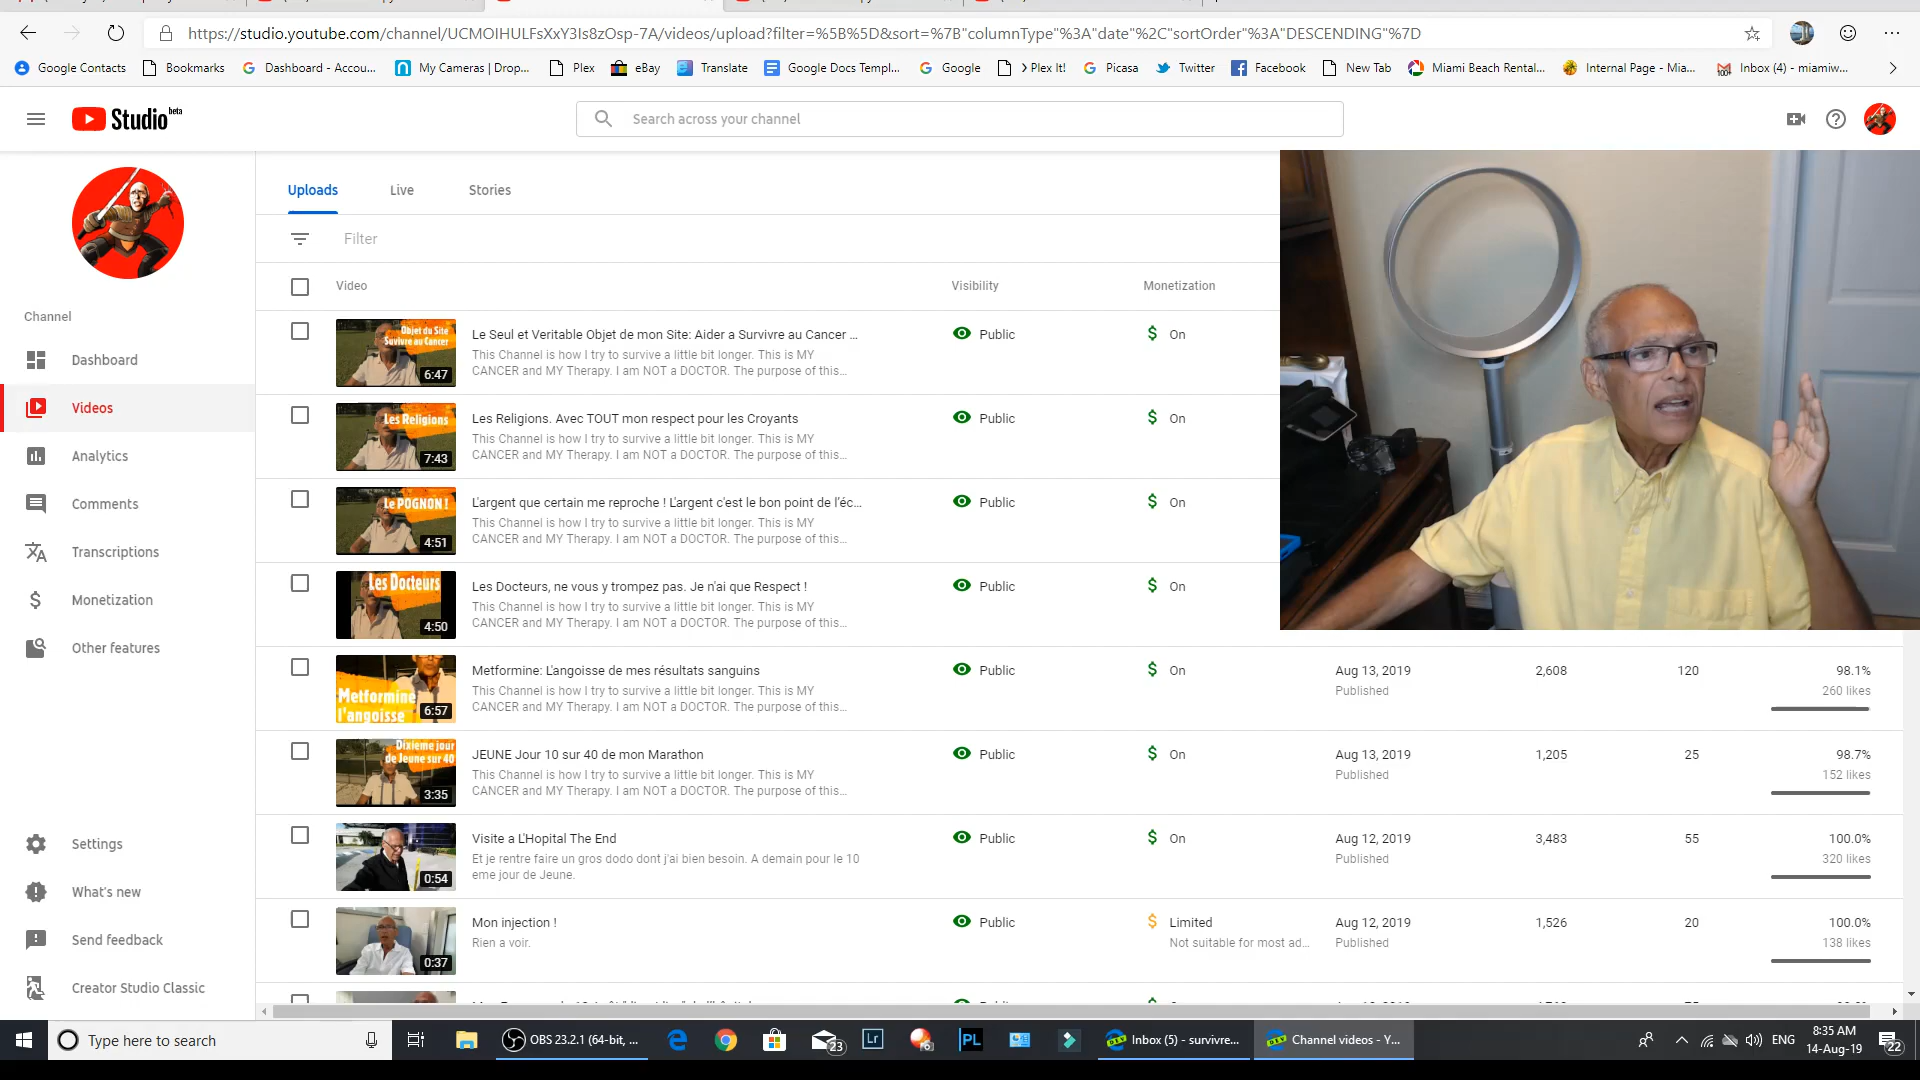 https://studio.youtube.com/channel/UCMOIHULFsXxY3Is8zOsp-7A/videos/upload?filter=%5B%5D&sort=%7B"columnType"%3A"date"%2C"sortOrder"%3A"DESCENDING"%7D
Google Contacts Bookmarks Dashboard - Accou... My Cameras | Drop... Plex eBay Translate Google Docs Templ... Google > Plex It! Picasa Twitter Facebook New Tab Miami Beach Rental... Internal Page - Mia... Inbox (4) - miamiw...
Studio beta
Search across your channel
Uploads Live Stories
Filter
Video Visibility Monetization
Channel
Dashboard
Videos
Analytics
Comments
Transcriptions
Monetization
Other features
Settings
What's new
Send feedback
Creator Studio Classic
Objet du Site
Suvivre au Cancer
6:47
Le Seul et Veritable Objet de mon Site: Aider a Survivre au Cancer ...
This Channel is how I try to survive a little bit longer. This is MY
CANCER and MY Therapy. I am NOT a DOCTOR. The purpose of this...
Public
On
Les Religions
7:43
Les Religions. Avec TOUT mon respect pour les Croyants
This Channel is how I try to survive a little bit longer. This is MY
CANCER and MY Therapy. I am NOT a DOCTOR. The purpose of this...
Public
On
Le POGNON !
4:51
L'argent que certain me reproche ! L'argent c'est le bon point de l'éc...
This Channel is how I try to survive a little bit longer. This is MY
CANCER and MY Therapy. I am NOT a DOCTOR. The purpose of this...
Public
On
Les Docteurs
4:50
Les Docteurs, ne vous y trompez pas. Je n'ai que Respect !
This Channel is how I try to survive a little bit longer. This is MY
CANCER and MY Therapy. I am NOT a DOCTOR. The purpose of this...
Public
On
Metformine
l'angoisse
6:57
Metformine: L'angoisse de mes résultats sanguins
This Channel is how I try to survive a little bit longer. This is MY
CANCER and MY Therapy. I am NOT a DOCTOR. The purpose of this...
Public
On
Aug 13, 2019
Published
2,608
120
98.1%
260 likes
Dixieme jour
de Jeune sur 40
3:35
JEUNE Jour 10 sur 40 de mon Marathon
This Channel is how I try to survive a little bit longer. This is MY
CANCER and MY Therapy. I am NOT a DOCTOR. The purpose of this...
Public
On
Aug 13, 2019
Published
1,205
25
98.7%
152 likes
0:54
Visite a L'Hopital The End
Et je rentre faire un gros dodo dont j'ai bien besoin. A demain pour le 10
eme jour de Jeune.
Public
On
Aug 12, 2019
Published
3,483
55
100.0%
320 likes
0:37
Mon injection !
Rien a voir.
Public
Limited
Not suitable for most ad...
Aug 12, 2019
Published
1,526
20
100.0%
138 likes
Type here to search
OBS 23.2.1 (64-bit, ...
23
Lr
6
PL
Inbox (5) - survivre...
Channel videos - Y...
ENG
8:35 AM
14-Aug-19
22